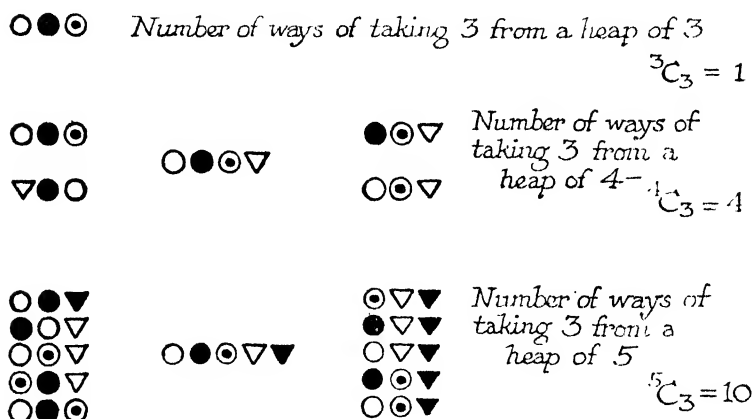 Number of ways of taking 3 from a heap of 3
³C₃ = 1
Number of ways of
taking 3 from a
heap of 4–
⁴C₃ = 4
Number of ways of
taking 3 from a
heap of 5
⁵C₃ = 10